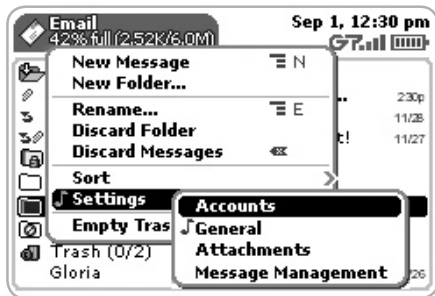 Email
42% full (2.52K/6.0M)
Sep 1, 12:30 pm
G
New Message N
New Folder...
Rename... E
Discard Folder
Discard Messages
Sort
Settings
Empty Tras
Trash (0/2)
Gloria
.. 2:30p
11/28
t! 11/27
Accounts
General
Attachments
Message Management
/26